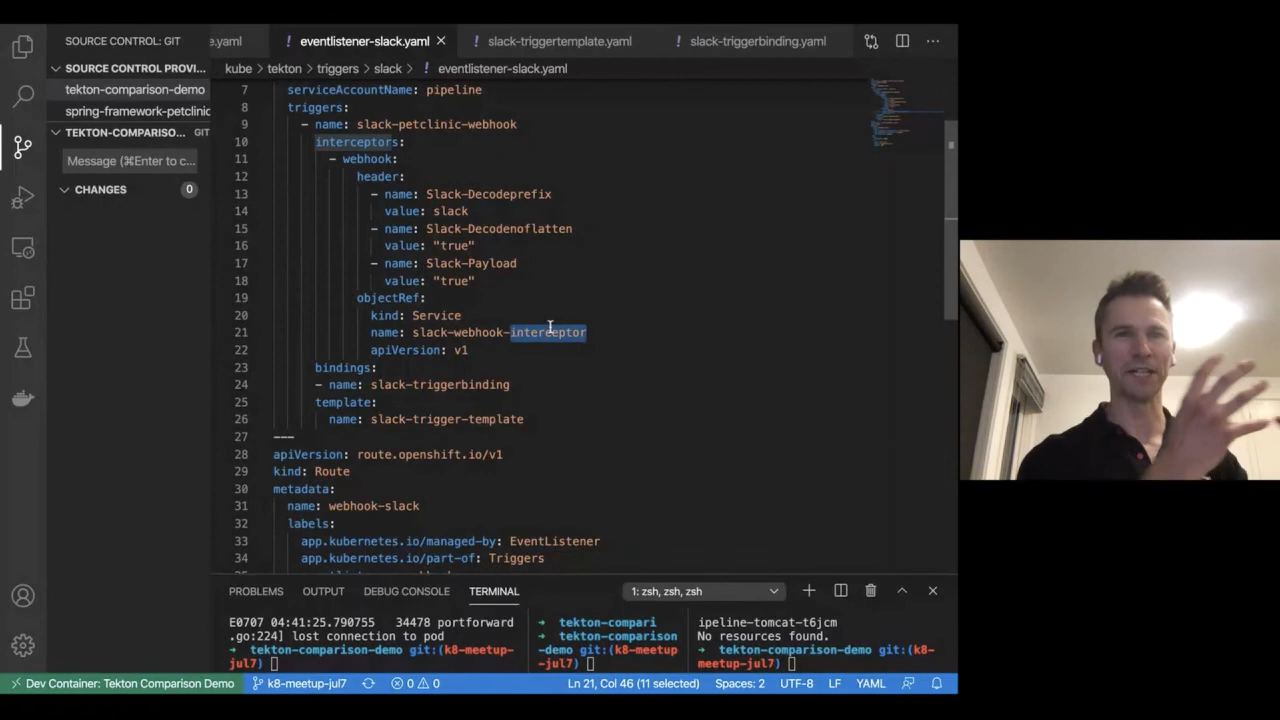 SOURCE CONTROL: GIT
SOURCE CONTROL PROVI...
tekton-comparison-demo
spring-framework-petclinic
TEKTON-COMPARISO... GIT
Message (⌘Enter to c...
CHANGES 0
e.yaml ! eventlistener-slack.yaml ! slack-triggertemplate.yaml ! slack-triggerbinding.yaml
kube > tekton > triggers > slack > ! eventlistener-slack.yaml
7 serviceAccountName: pipeline
8 triggers:
9 - name: slack-petclinic-webhook
10 interceptors:
11 - webhook:
12 header:
13 - name: Slack-Decodeprefix
14 value: slack
15 - name: Slack-Decodenoflatten
16 value: "true"
17 - name: Slack-Payload
18 value: "true"
19 objectRef:
20 kind: Service
21 name: slack-webhook-interceptor
22 apiVersion: v1
23 bindings:
24 - name: slack-triggerbinding
25 template:
26 name: slack-trigger-template
27 ---
28 apiVersion: route.openshift.io/v1
29 kind: Route
30 metadata:
31 name: webhook-slack
32 labels:
33 app.kubernetes.io/managed-by: EventListener
34 app.kubernetes.io/part-of: Triggers
PROBLEMS OUTPUT DEBUG CONSOLE TERMINAL 1: zsh, zsh, zsh
E0707 04:41:25.790755 34478 portforward
.go:224] lost connection to pod
➜ tekton-comparison-demo git:(k8-meetup-
jul7)
➜ tekton-compari
➜ tekton-comparison
-demo git:(k8-meetup
-jul7)
ipeline-tomcat-t6jcm
No resources found.
➜ tekton-comparison-demo git:(k8-
meetup-jul7)
Dev Container: Tekton Comparison Demo k8-meetup-jul7 0 0 Ln 21, Col 46 (11 selected) Spaces: 2 UTF-8 LF YAML